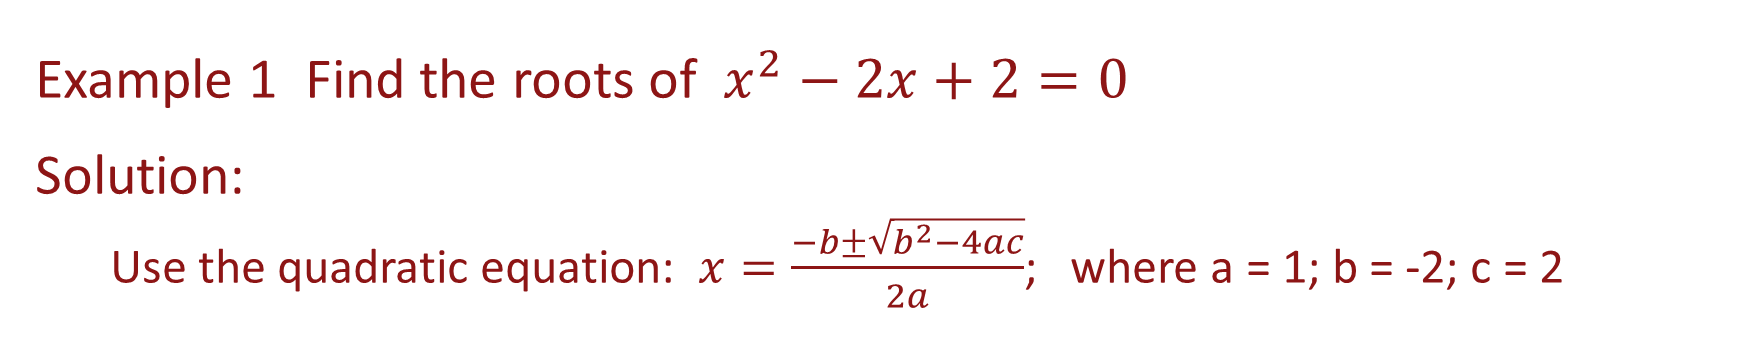 Example 1  Find the roots of x² − 2x + 2 = 0
Solution:
Use the quadratic equation: x = (−b±√(b²−4ac))/(2a); where a = 1; b = -2; c = 2